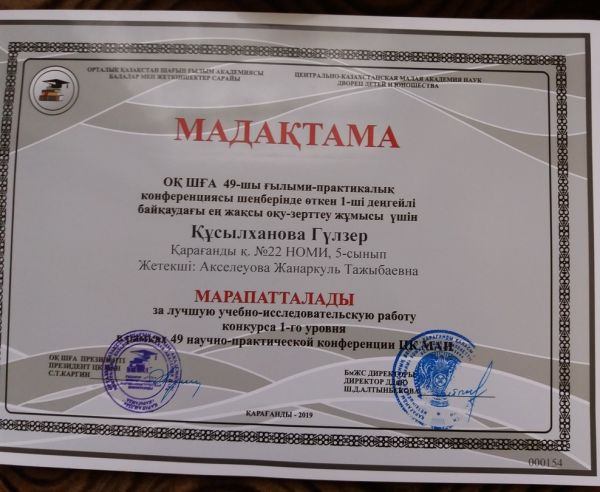 ОРТАЛЫҚ ҚАЗАҚСТАН ШАҒЫН ҒЫЛЫМ АКАДЕМИЯСЫ
БАЛАЛАР МЕН ЖЕТКІНШЕКТЕР САРАЙЫ
ЦЕНТРАЛЬНО-КАЗАХСТАНСКАЯ МАЛАЯ АКАДЕМИЯ НАУК
ДВОРЕЦ ДЕТЕЙ И ЮНОШЕСТВА
МАДАҚТАМА
ОҚ ШҒА 49-шы ғылыми-практикалық
конференциясы шеңберінде өткен 1-ші деңгейлі
байқаудағы ең жақсы оқу-зерттеу жұмысы үшін
Құсылханова Гүлзер
Қарағанды қ. №22 НОМИ, 5-сынып
Жетекші: Акселеуова Жанаркуль Тажыбаевна
МАРАПАТТАЛАДЫ
за лучшую учебно-исследовательскую работу
конкурса 1-го уровня
в рамках 49 научно-практической конференции ЦК МАН
ОҚ ШҒА ПРЕЗИДЕНТІ
ПРЕЗИДЕНТ ЦК МАН
С.Т.КАРГИН
БмЖС ДИРЕКТОРЫ
ДИРЕКТОР ДДЮ
Ш.Д.АЛТЫНБЕКОВА
ҚАРАҒАНДЫ - 2019
000154